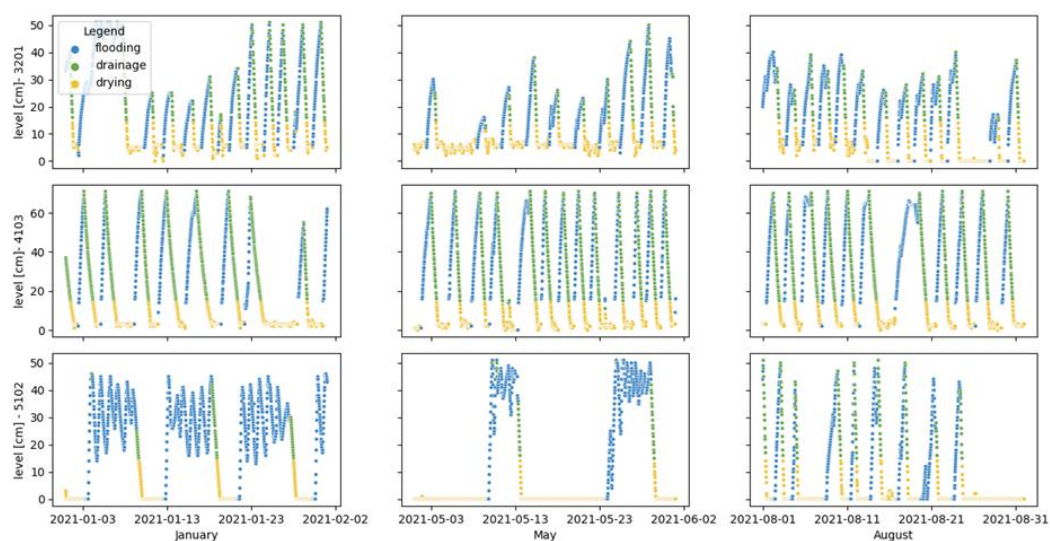 level [cm]- 3201
50
40
30
20
10
0
Legend
flooding
drainage
drying
level [cm]- 4103
60
40
20
0
level [cm] - 5102
50
40
30
20
10
0
2021-01-03 2021-01-13 2021-01-23 2021-02-02
January
2021-05-03 2021-05-13 2021-05-23 2021-06-02
May
2021-08-01 2021-08-11 2021-08-21 2021-08-31
August